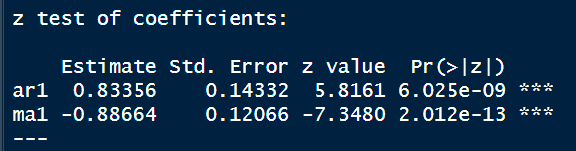 z test of coefficients:
Estimate Std. Error z value Pr(>|z|)
ar1 0.83356 0.14332 5.8161 6.025e-09 ***
ma1 -0.88664 0.12066 -7.3480 2.012e-13 ***
---